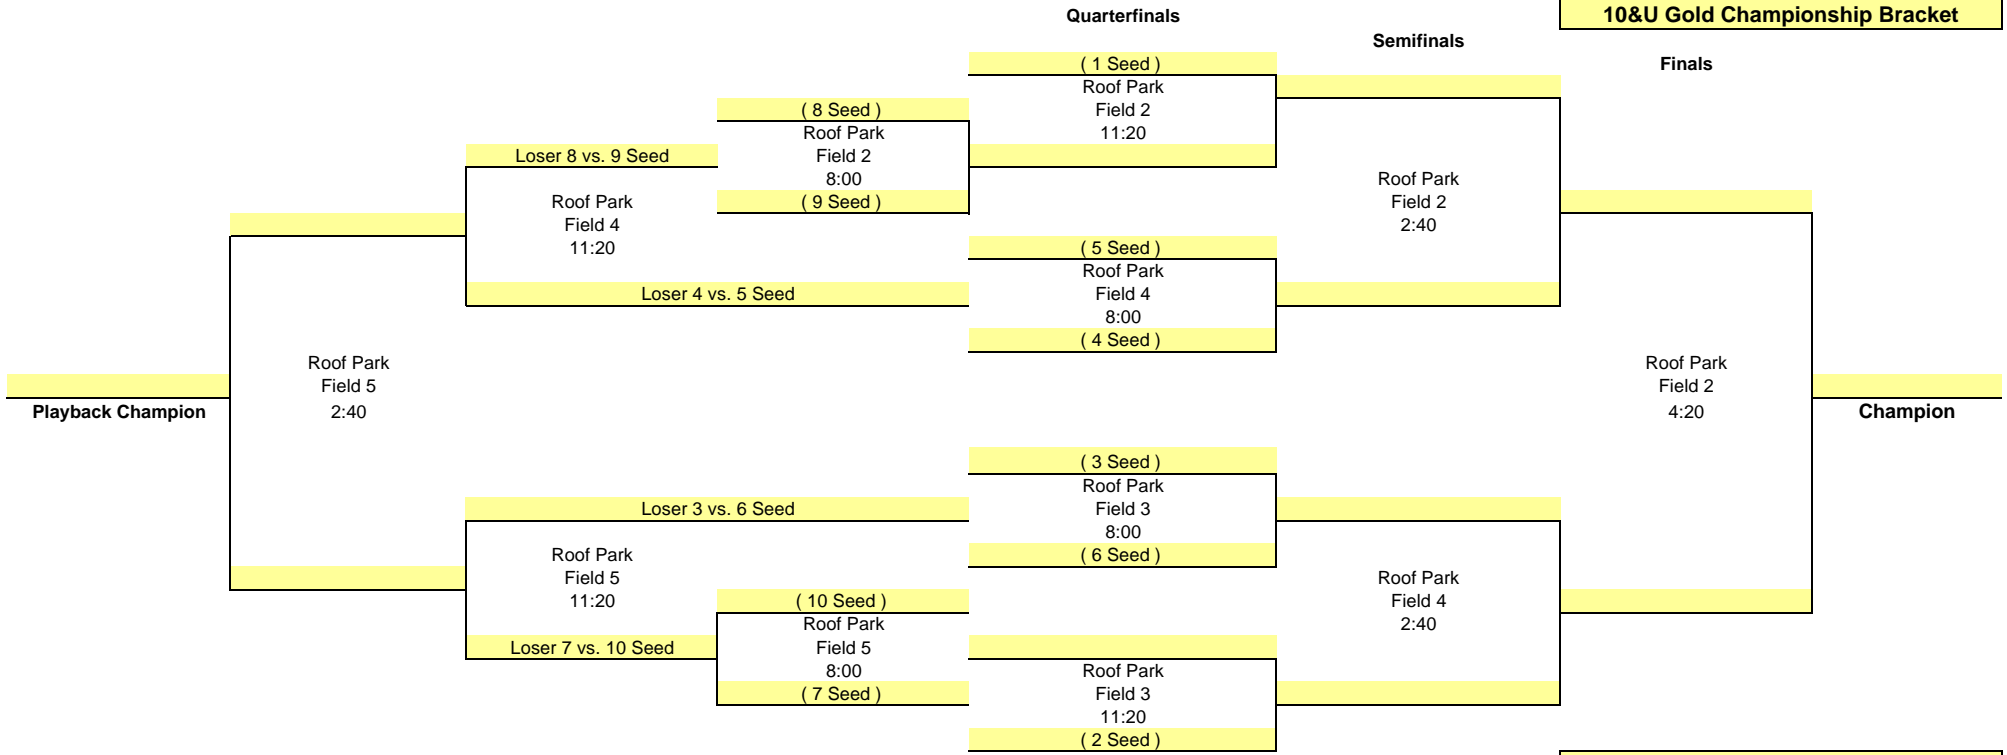 Quarterfinals
10&U Gold Championship Bracket
Semifinals
Finals
( 1 Seed )
Roof Park
Field 2
11:20
( 8 Seed )
Roof Park
Field 2
8:00
( 9 Seed )
Loser 8 vs. 9 Seed
Roof Park
Field 4
11:20
Loser 4 vs. 5 Seed
( 5 Seed )
Roof Park
Field 4
8:00
( 4 Seed )
Roof Park
Field 2
2:40
Roof Park
Field 5
2:40
Playback Champion
Roof Park
Field 2
4:20
Champion
( 3 Seed )
Roof Park
Field 3
8:00
( 6 Seed )
Loser 3 vs. 6 Seed
Roof Park
Field 5
11:20
Loser 7 vs. 10 Seed
( 10 Seed )
Roof Park
Field 5
8:00
( 7 Seed )
Roof Park
Field 3
11:20
( 2 Seed )
Roof Park
Field 4
2:40